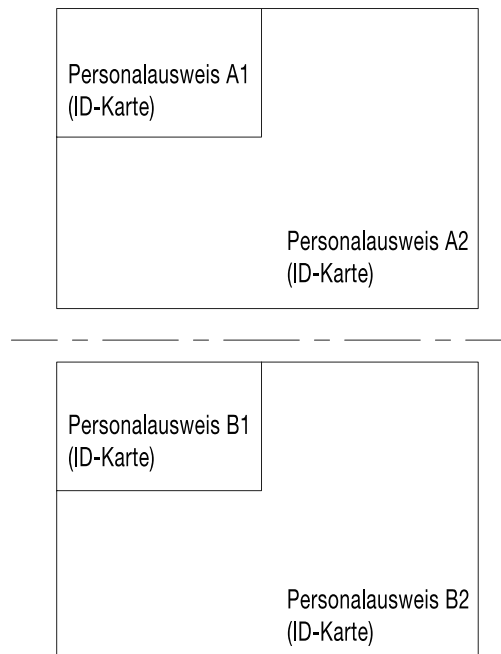 Personalausweis A1
(ID-Karte)
Personalausweis A2
(ID-Karte)
Personalausweis B1
(ID-Karte)
Personalausweis B2
(ID-Karte)